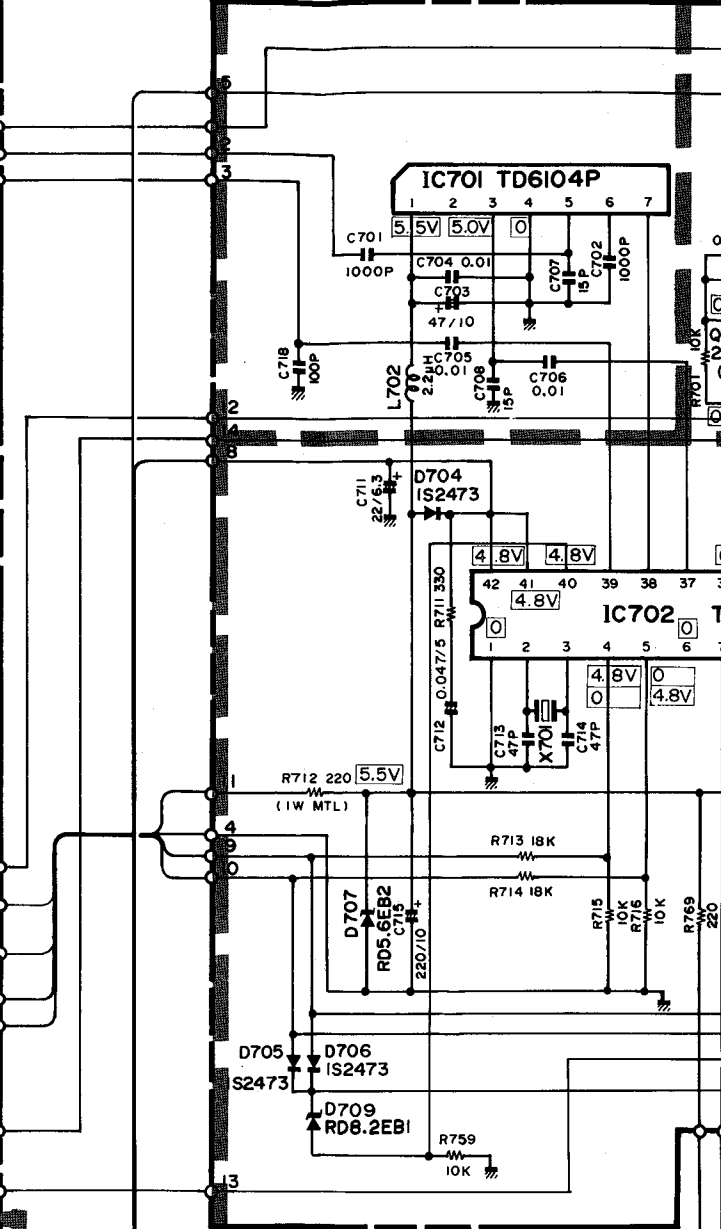 6
3
IC701 TD6104P
1 2 3 4 5 6 7
5.5V 5.0V 0
C701
1000P
C704 0.01
C703
+
47/10
C707
15P
C702
1000P
C718
100P
C705
0.01
L702
2.2μH
C708
15P
C706
0.01
10K
R701
2
4
8
C711
22/6.3
+
D704
1S2473
4.8V 4.8V
42 41 40 39 38 37
4.8V
IC702
0 0
1 2 3 4 5 6
R711 330
0.047/5
C712
4.8V 0
0 4.8V
C713
47P
X701
C714
47P
1
R712 220
5.5V
(1W MTL)
4
9
0
R713 18K
R714 18K
D707
RD5.6EB2
C715
+
220/10
R715
10K
R716
10K
R769
220
D705
S2473
D706
1S2473
D709
RD8.2EB1
R759
10K
13